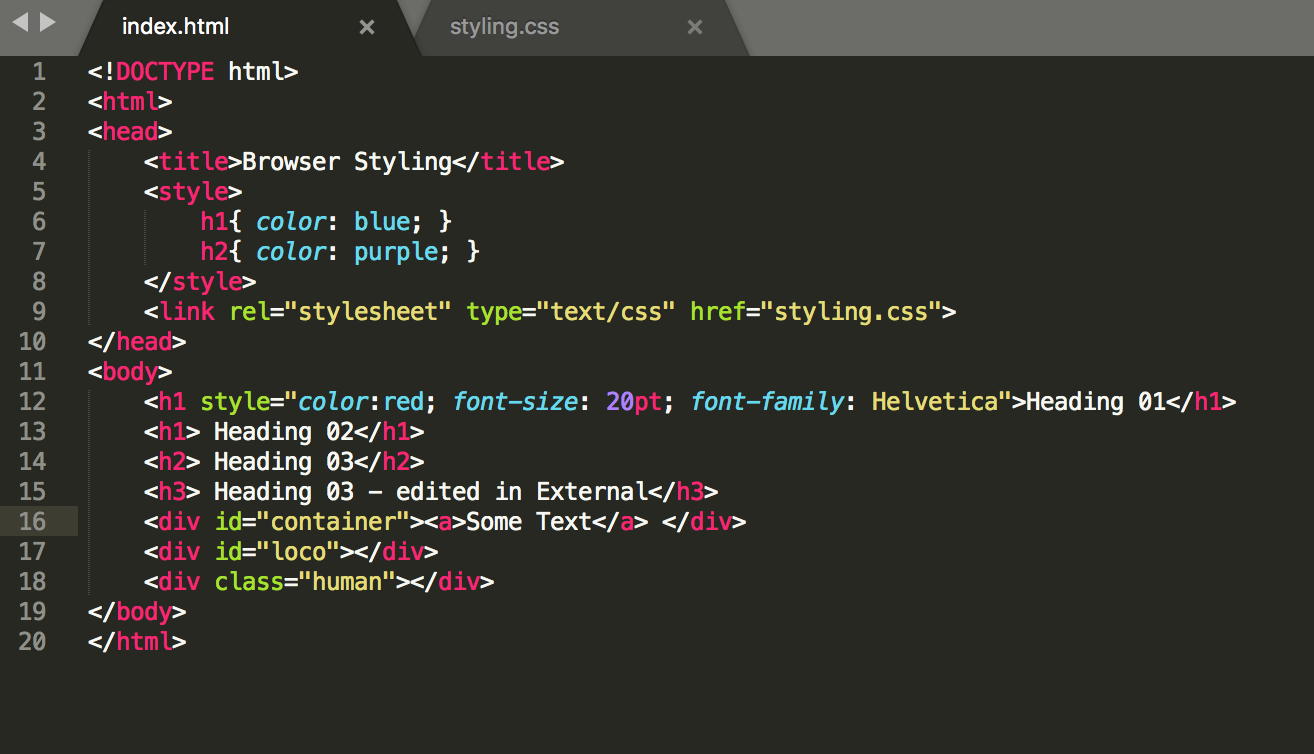 index.html × styling.css ×
1 <!DOCTYPE html>
2 <html>
3 <head>
4     <title>Browser Styling</title>
5     <style>
6         h1{ color: blue; }
7         h2{ color: purple; }
8     </style>
9     <link rel="stylesheet" type="text/css" href="styling.css">
10 </head>
11 <body>
12     <h1 style="color:red; font-size: 20pt; font-family: Helvetica">Heading 01</h1>
13     <h1> Heading 02</h1>
14     <h2> Heading 03</h2>
15     <h3> Heading 03 - edited in External</h3>
16     <div id="container"><a>Some Text</a> </div>
17     <div id="loco"></div>
18     <div class="human"></div>
19 </body>
20 </html>